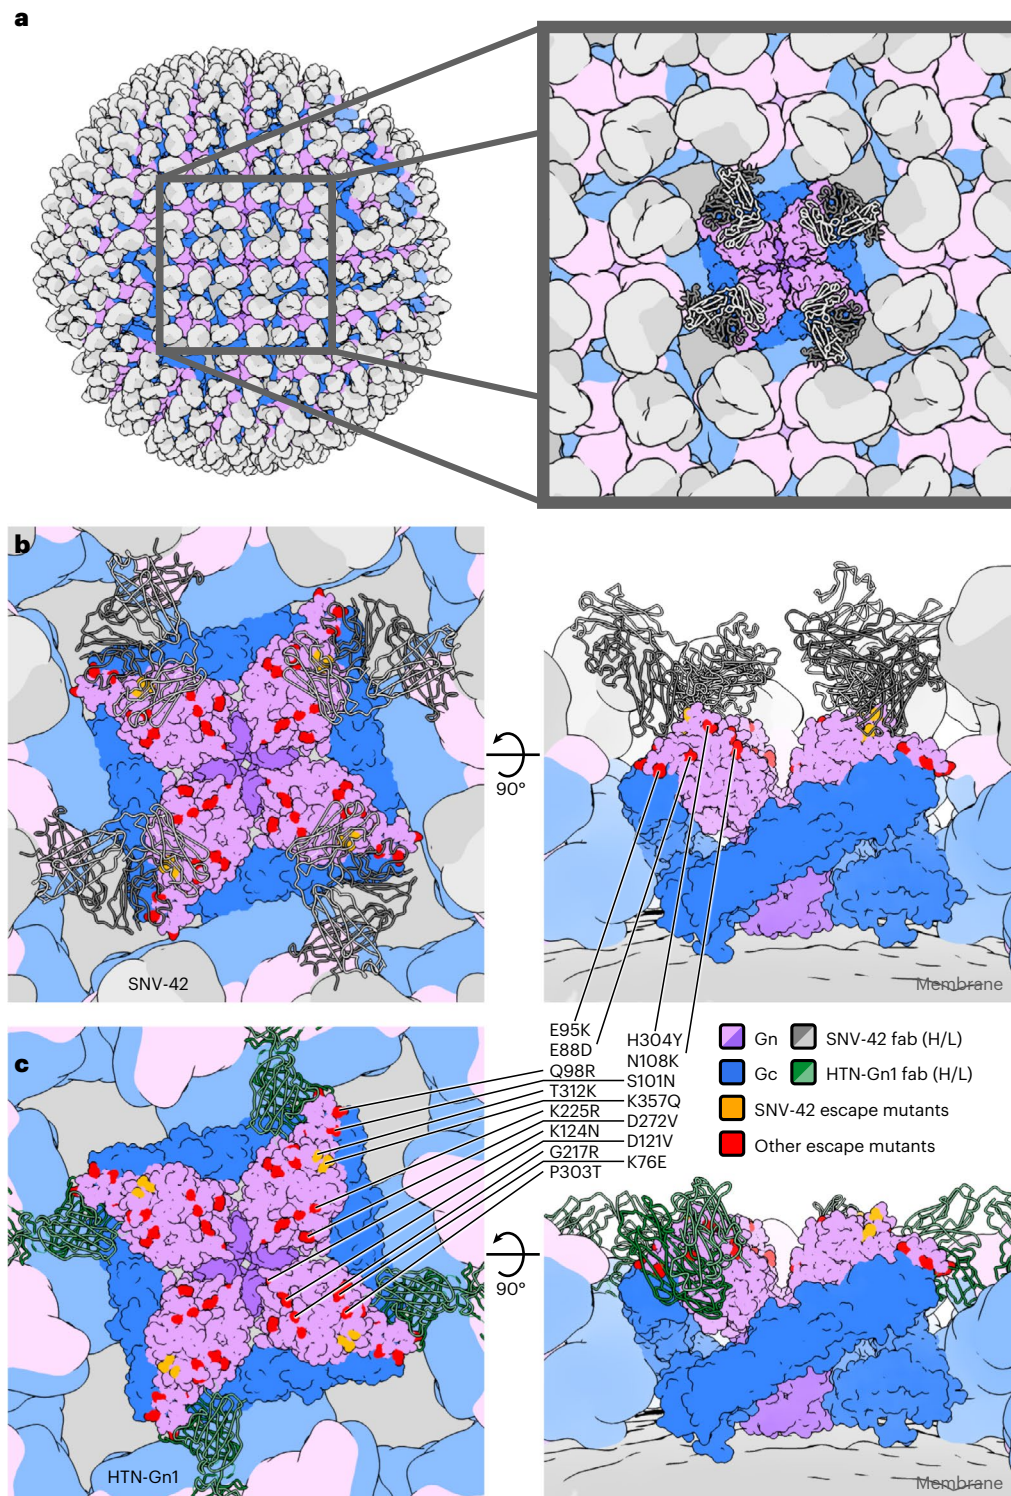 a
b
90°
SNV-42
Membrane
E95K
E88D
Q98R
T312K
K225R
K124N
G217R
P303T
H304Y
N108K
S101N
K357Q
D272V
D121V
K76E
Gn
SNV-42 fab (H/L)
Gc
HTN-Gn1 fab (H/L)
SNV-42 escape mutants
Other escape mutants
c
90°
HTN-Gn1
Membrane